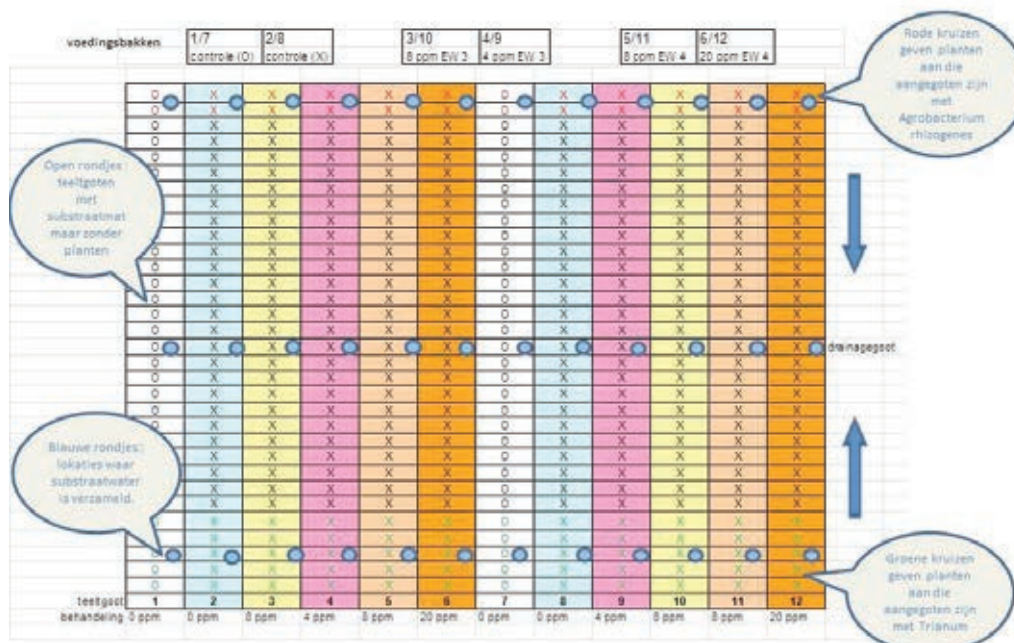 voedingsbakken
1/7 2/8 3/10 4/9 5/11 6/12
controle (O) controle (X) 8 ppm EW 3 4 ppm EW 3 8 ppm EW 4 20 ppm EW 4
Rode kruizen
geven planten
aan die
aangegoten zijn
met
Agrobacterium
rhizogenes
Open rondjes:
teeltgoten
met
substraatmat
maar zonder
planten
O X X X X X O X X X X X
O X X X X X O X X X X X
O X X X X X O X X X X X
O X X X X X O X X X X X
O X X X X X O X X X X X
X X X X X O X X X X X
X X X X X O X X X X X
X X X X X O X X X X X
X X X X X O X X X X X
X X X X X O X X X X X
O X X X X X O X X X X X
O X X X X X O X X X X X
O X X X X X O X X X X X
O X X X X X O X X X X X
O X X X X X O X X X X X
O X X X X X O X X X X X
O X X X X X O X X X X X drainagegoot
O X X X X X O X X X X X
O X X X X X O X X X X X
O X X X X X O X X X X X
O X X X X X O X X X X X
O X X X X X O X X X X X
X X X X X O X X X X X
X X X X X O X X X X X
X X X X X O X X X X X
X X X X X O X X X X X
O X X X X X O X X X X X
O X X X X X O X X X X X
O X X X X X O X X X X X
O X X X X X O X X X X X
O X X X X X O X X X X X
O X X X X X O X X X X X
Blauwe rondjes:
lokaties waar
substraatwater
is verzameld.
Groene kruizen
geven planten
aan die
aangegoten zijn
met Trianum
teeltgoot 1 2 3 4 5 6 7 8 9 10 11 12
behandeling 0 ppm 0 ppm 8 ppm 4 ppm 8 ppm 20 ppm 0 ppm 0 ppm 4 ppm 8 ppm 8 ppm 20 ppm